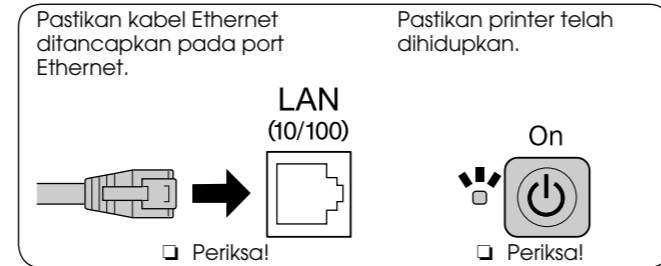 Pastikan kabel Ethernet
ditancapkan pada port
Ethernet.
LAN
(10/100)
❏ Periksa!
Pastikan printer telah
dihidupkan.
On
❏ Periksa!